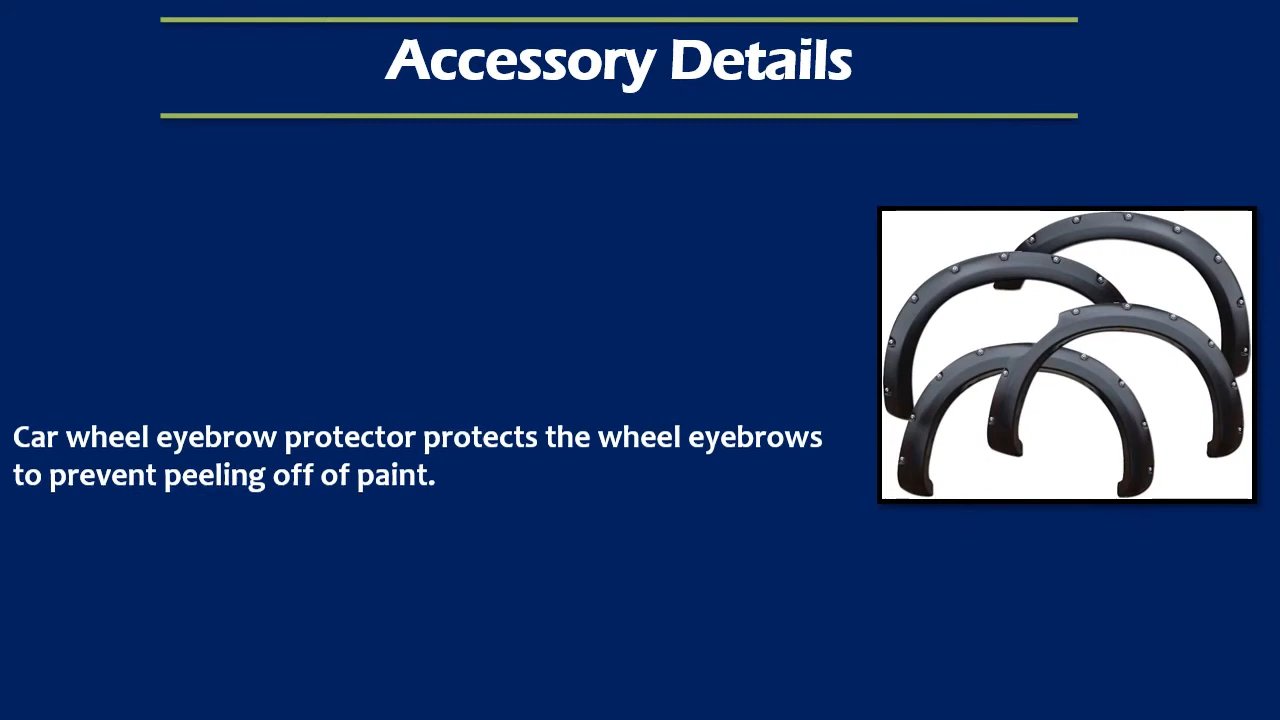 Accessory Details
Car wheel eyebrow protector protects the wheel eyebrows
to prevent peeling off of paint.